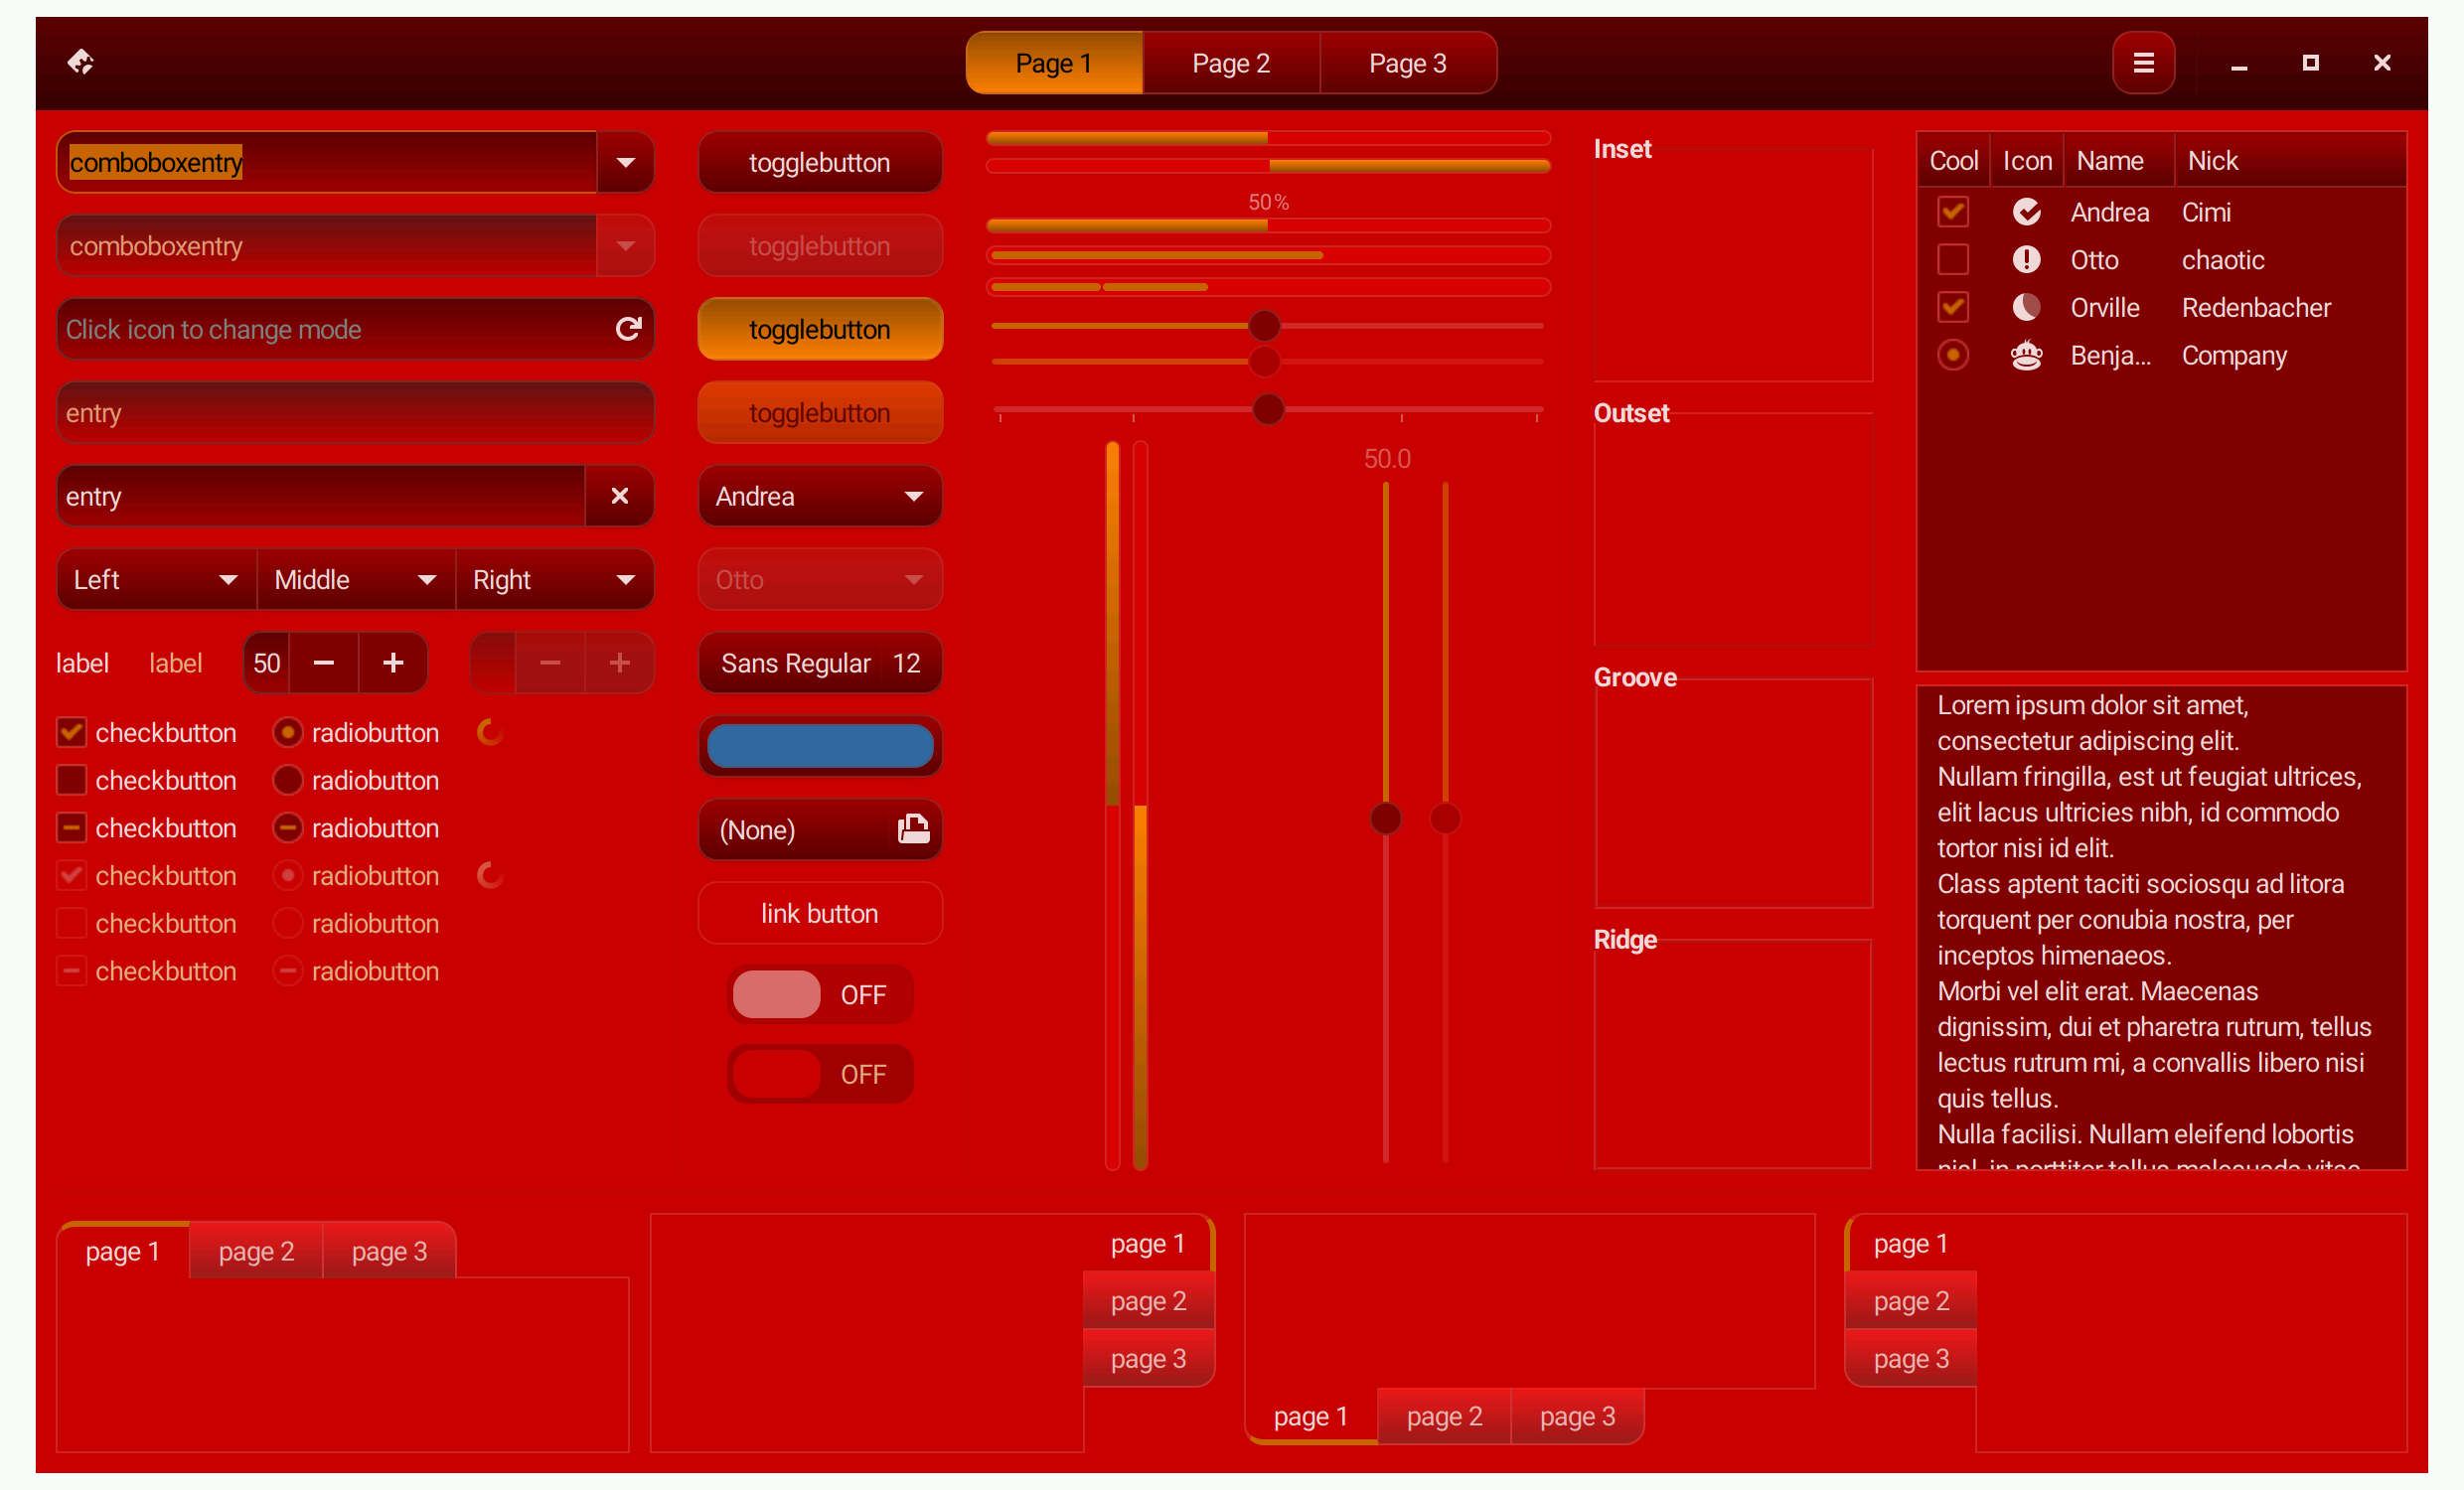 Page 1
Page 2
Page 3
comboboxentry
comboboxentry
Click icon to change mode
entry
entry
Left
Middle
Right
label
label
50
checkbutton
radiobutton
checkbutton
radiobutton
checkbutton
radiobutton
checkbutton
radiobutton
checkbutton
radiobutton
checkbutton
radiobutton
togglebutton
togglebutton
togglebutton
togglebutton
Andrea
Otto
Sans Regular 12
(None)
link button
OFF
OFF
50%
50.0
Inset
Outset
Groove
Ridge
Cool Icon Name Nick
Andrea Cimi
Otto chaotic
Orville Redenbacher
Benja... Company
Lorem ipsum dolor sit amet,
consectetur adipiscing elit.
Nullam fringilla, est ut feugiat ultrices,
elit lacus ultricies nibh, id commodo
tortor nisi id elit.
Class aptent taciti sociosqu ad litora
torquent per conubia nostra, per
inceptos himenaeos.
Morbi vel elit erat. Maecenas
dignissim, dui et pharetra rutrum, tellus
lectus rutrum mi, a convallis libero nisi
quis tellus.
Nulla facilisi. Nullam eleifend lobortis
nisl, in porttitor tellus malesuada vitae.
page 1
page 2
page 3
page 1
page 2
page 3
page 1
page 2
page 3
page 1
page 2
page 3